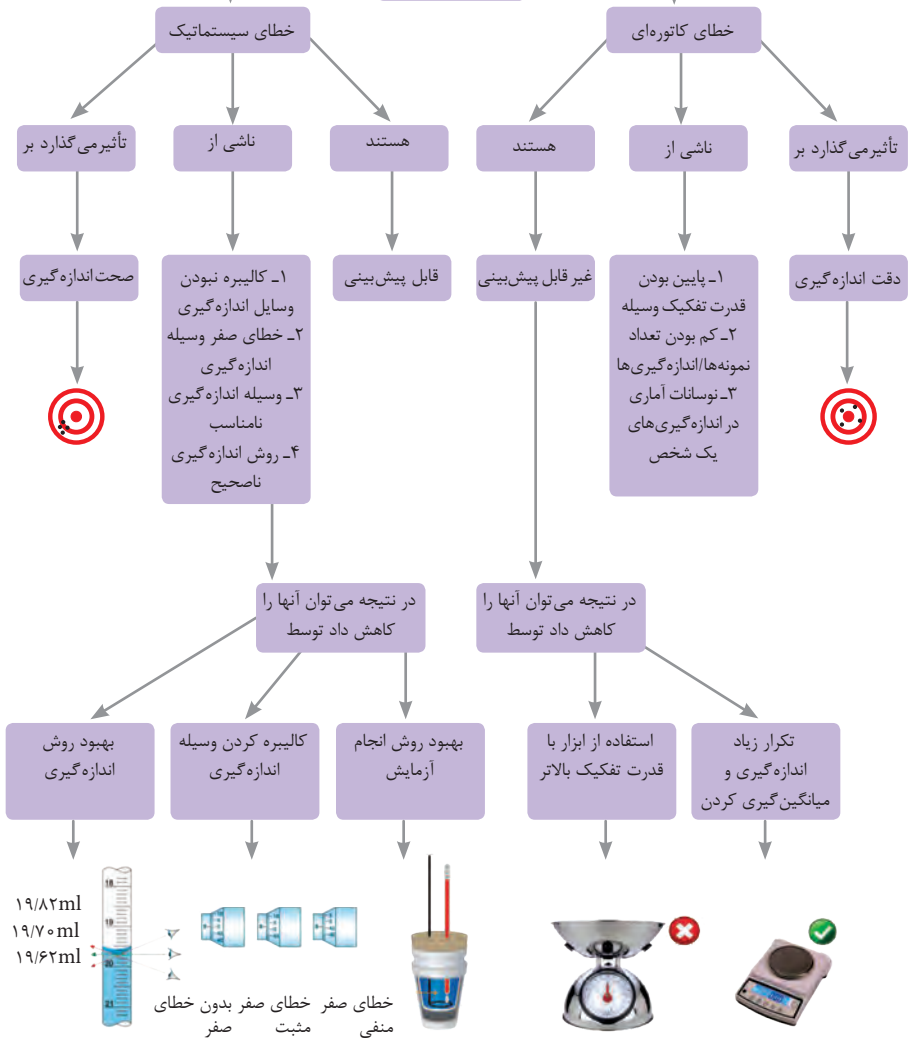 خطای کاتوره‌ای
خطای سیستماتیک
تأثیرمی‌گذارد بر
ناشی از
هستند
هستند
ناشی از
تأثیرمی‌گذارد بر
دقت اندازه‌گیری
۱ـ پایین بودن
قدرت تفکیک وسیله
۲ـ کم بودن تعداد
نمونه‌ها/اندازه‌گیری‌ها
۳ـ نوسانات آماری
در اندازه‌گیری‌های
یک شخص
غیر قابل پیش‌بینی
قابل پیش‌بینی
۱ـ کالیبره نبودن
وسایل اندازه‌گیری
۲ـ خطای صفر وسیله
اندازه‌گیری
۳ـ وسیله اندازه‌گیری
نامناسب
۴ـ روش اندازه‌گیری
ناصحیح
صحت‌اندازه‌گیری
در نتیجه می‌توان آنها را
کاهش داد توسط
در نتیجه می‌توان آنها را
کاهش داد توسط
تکرار زیاد
اندازه‌گیری و
میانگین‌گیری کردن
استفاده از ابزار با
قدرت تفکیک بالاتر
بهبود روش انجام
آزمایش
کالیبره کردن وسیله
اندازه‌گیری
بهبود روش
اندازه‌گیری
خطای صفر
منفی
خطای صفر
مثبت
بدون خطای
صفر
18
19
20
21
۱۹/۸۲ml
۱۹/۷۰ml
۱۹/۶۲ml